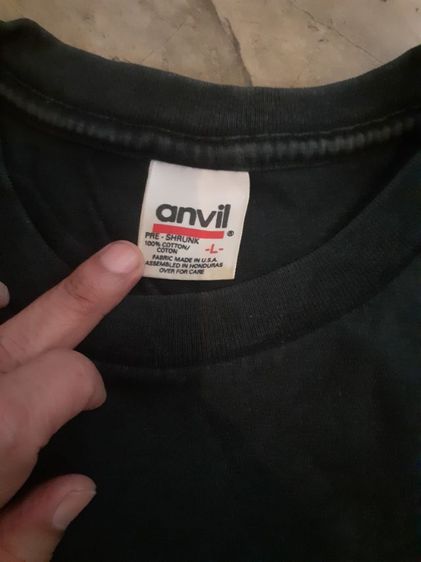 anvil®
PRE-SHRUNK -L-
100% COTTON/
COTON
FABRIC MADE IN U.S.A.
ASSEMBLED IN HONDURAS
OVER FOR CARE